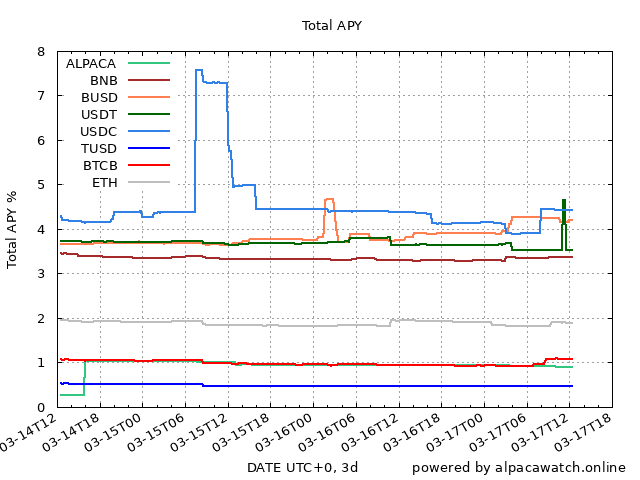 Total APY
8
7
6
5
4
3
2
1
0
Total APY %
ALPACA
BNB
BUSD
USDT
USDC
TUSD
BTCB
ETH
03-14T12
03-14T18
03-15T00
03-15T06
03-15T12
03-15T18
03-16T00
03-16T06
03-16T12
03-16T18
03-17T00
03-17T06
03-17T12
03-17T18
DATE UTC+0, 3d
powered by alpacawatch.online